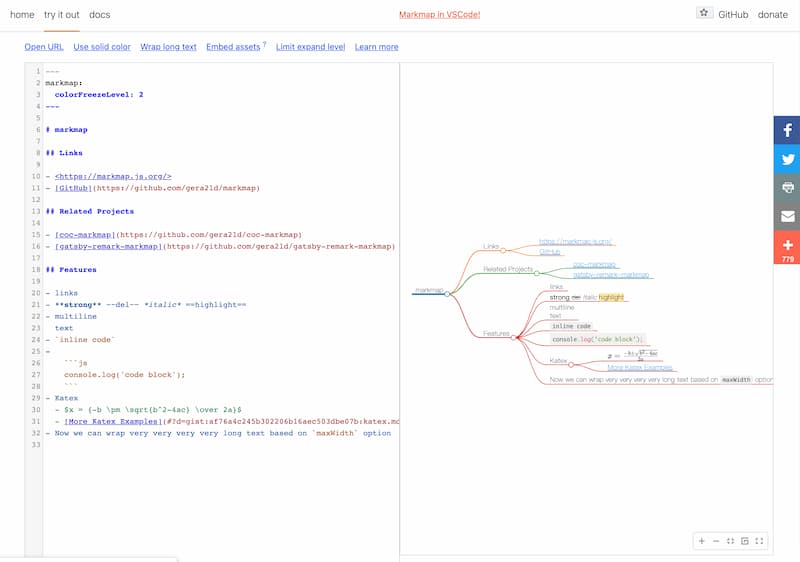 home try it out docs Markmap in VSCode! GitHub donate
Open URL Use solid color Wrap long text Embed assets ? Limit expand level Learn more
1 ---
2 markmap:
3   colorFreezeLevel: 2
4 ---
5
6 # markmap
7
8 ## Links
9
10 - <https://markmap.js.org/>
11 - [GitHub](https://github.com/gera2ld/markmap)
12
13 ## Related Projects
14
15 - [coc-markmap](https://github.com/gera2ld/coc-markmap)
16 - [gatsby-remark-markmap](https://github.com/gera2ld/gatsby-remark-markmap)
17
18 ## Features
19
20 - links
21 - **strong** ~~del~~ *italic* ==highlight==
22 - multiline
23   text
24 - `inline code`
25 -
26     ```js
27     console.log('code block');
28     ```
29 - Katex
30   - $x = {-b \pm \sqrt{b^2-4ac} \over 2a}$
31   - [More Katex Examples](#?d=gist:af76a4c245b302206b16aec503dbe07b:katex.md
32 - Now we can wrap very very very very long text based on `maxWidth` option
33
markmap
Links
https://markmap.js.org/
GitHub
Related Projects
coc-markmap
gatsby-remark-markmap
Features
links
strong del italic highlight
multiline
text
inline code
console.log('code block');
Katex
x = −b±√b²−4ac / 2a
More Katex Examples
Now we can wrap very very very very long text based on maxWidth option
779